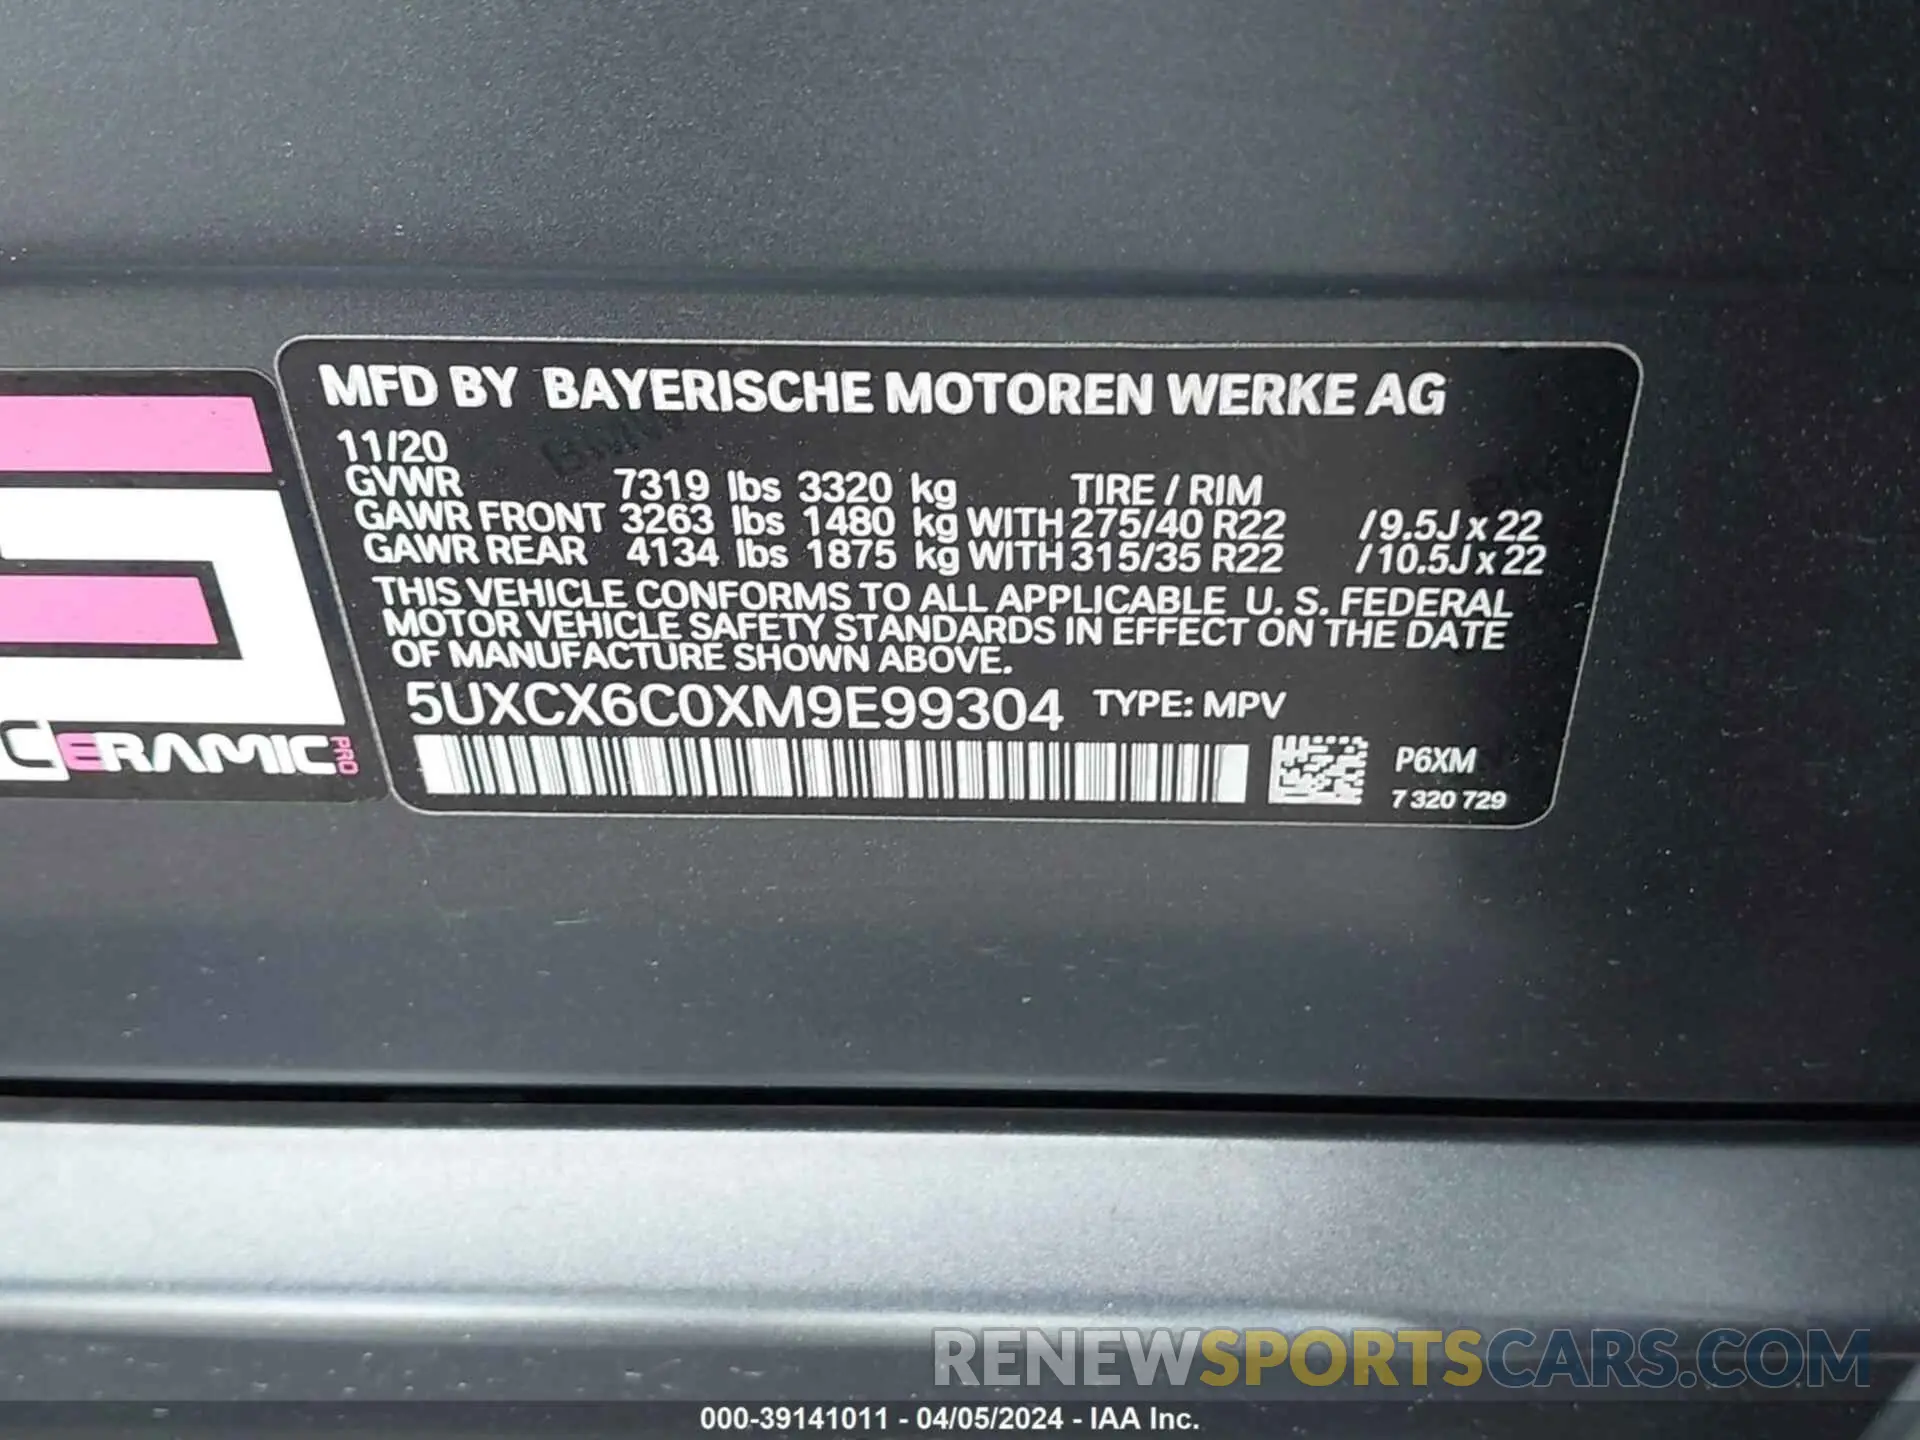 MFD BY BAYERISCHE MOTOREN WERKE AG
11/20
GVWR 7319 lbs 3320 kg TIRE / RIM
GAWR FRONT 3263 lbs 1480 kg WITH 275/40 R22 /9.5J x 22
GAWR REAR 4134 lbs 1875 kg WITH 315/35 R22 /10.5J x 22
THIS VEHICLE CONFORMS TO ALL APPLICABLE U. S. FEDERAL
MOTOR VEHICLE SAFETY STANDARDS IN EFFECT ON THE DATE
OF MANUFACTURE SHOWN ABOVE.
5UXCX6C0XM9E99304 TYPE: MPV
P6XM
7 320 729
CERAMIC PRO
RENEWSPORTSCARS.COM
000-39141011 - 04/05/2024 - IAA Inc.